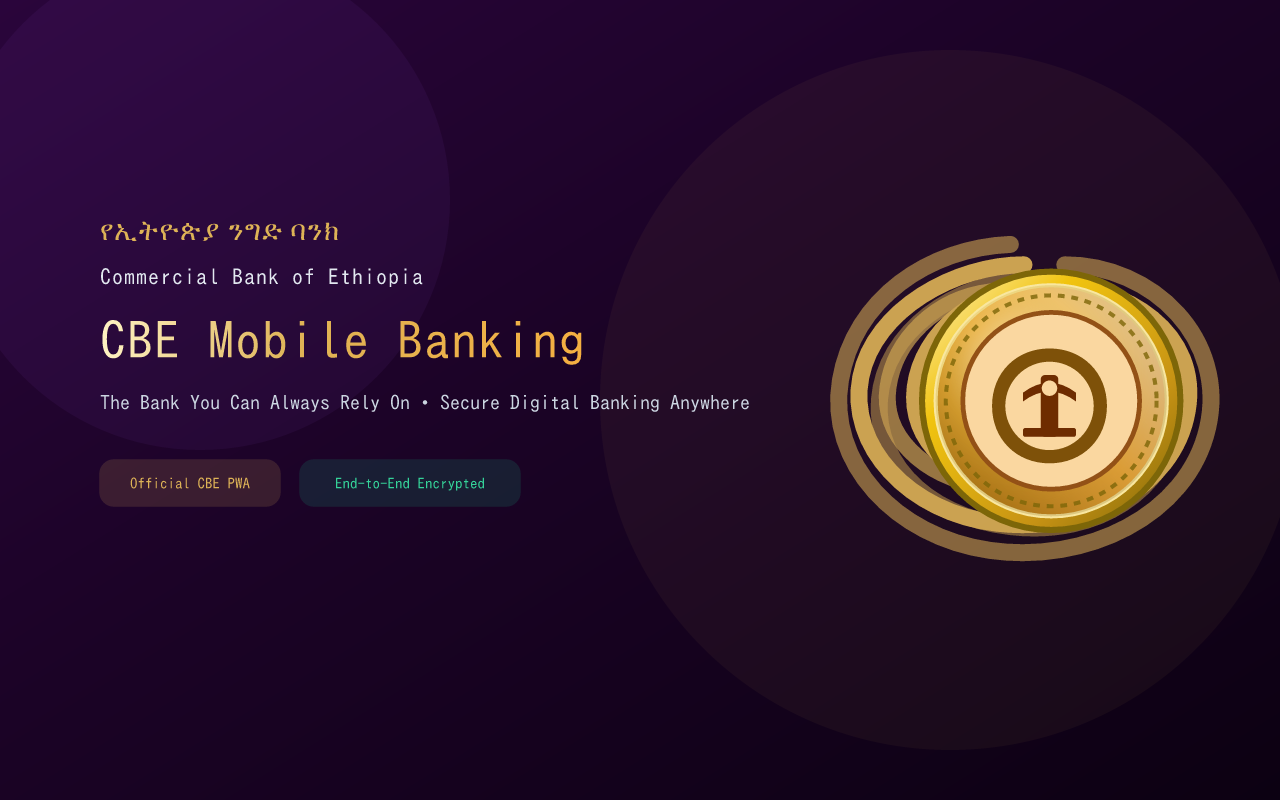 የኢትዮጵያ ንግድ ባንክ
Commercial Bank of Ethiopia
CBE Mobile Banking
The Bank You Can Always Rely On • Secure Digital Banking Anywhere
Official CBE PWA
End-to-End Encrypted